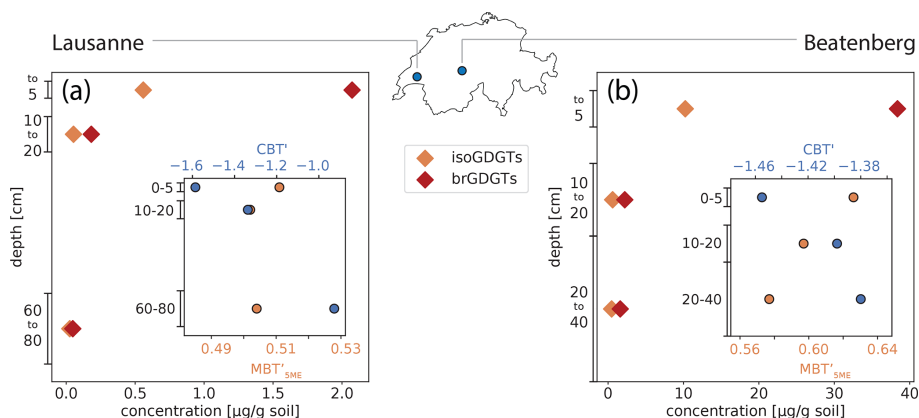 Lausanne
Beatenberg
(a)
to
5
10
to
20
60
to
80
depth [cm]
CBT'
−1.6 −1.4 −1.2 −1.0
0-5
10-20
60-80
0.49 0.51 0.53
MBT'5ME
0.0 0.5 1.0 1.5 2.0
concentration [µg/g soil]
isoGDGTs
brGDGTs
(b)
to
5
10
to
20
20
to
40
depth [cm]
CBT'
−1.46 −1.42 −1.38
0-5
10-20
20-40
0.56 0.60 0.64
MBT'5ME
0 10 20 30 40
concentration [µg/g soil]